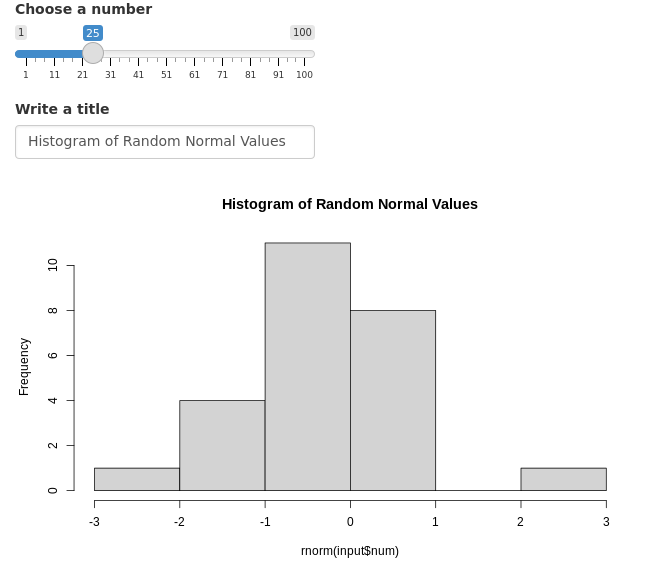 Choose a number
1 25 100
1 11 21 31 41 51 61 71 81 91 100
Write a title
Histogram of Random Normal Values
Histogram of Random Normal Values
10
8
6
4
2
0
Frequency
-3 -2 -1 0 1 2 3
rnorm(input$num)